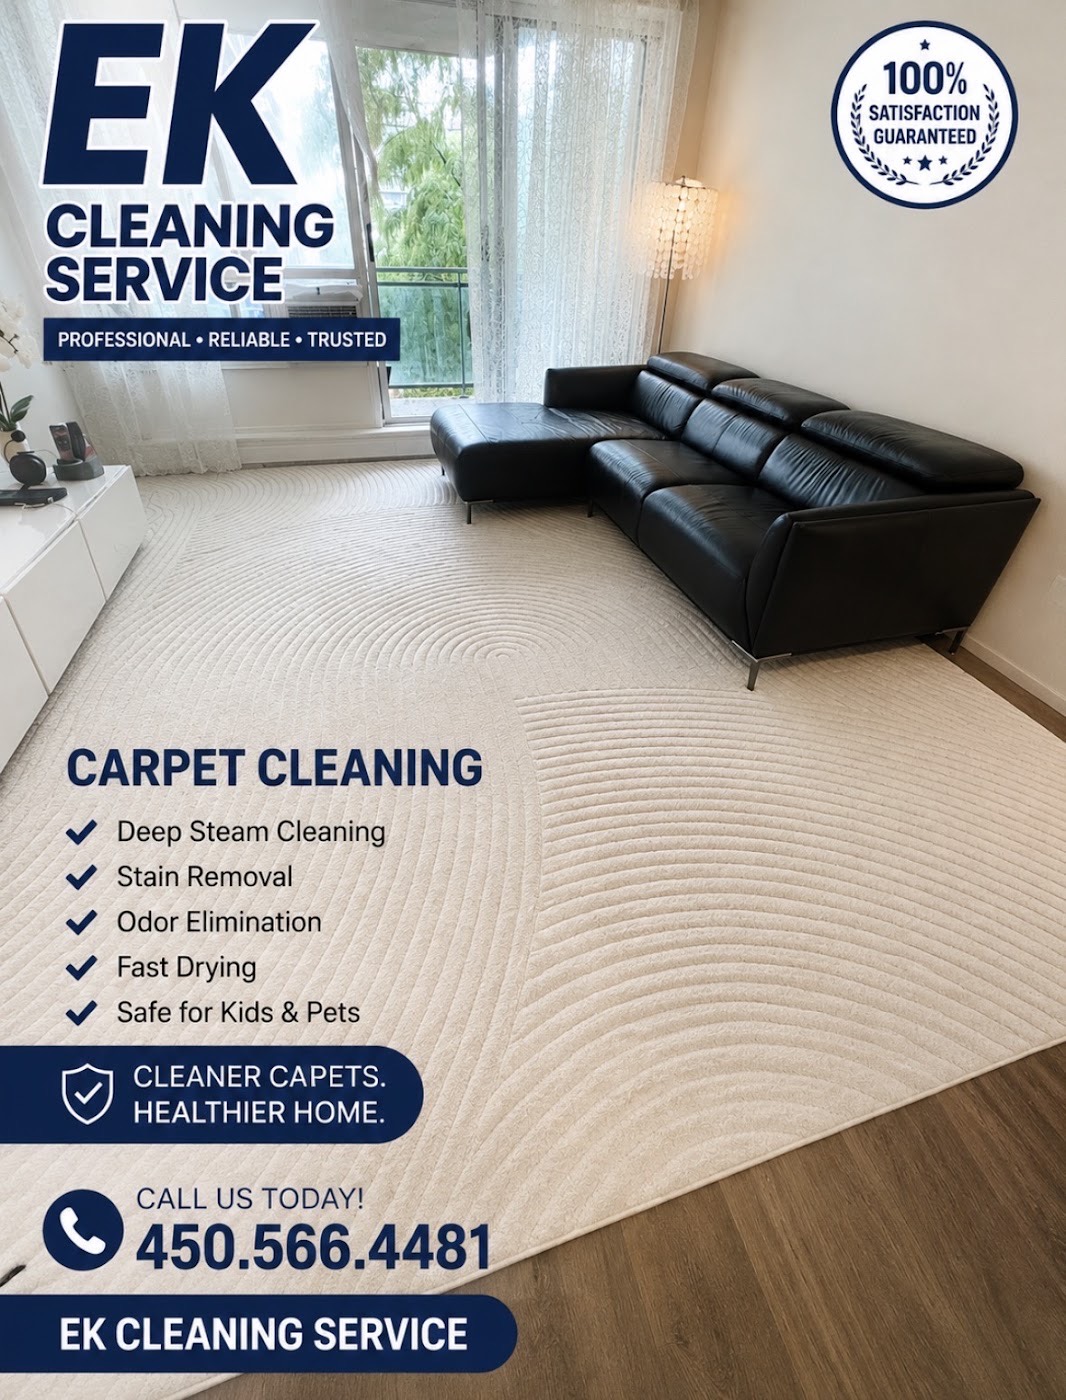 EK
CLEANING
SERVICE
PROFESSIONAL • RELIABLE • TRUSTED
100%
SATISFACTION
GUARANTEED
CARPET CLEANING
Deep Steam Cleaning
Stain Removal
Odor Elimination
Fast Drying
Safe for Kids & Pets
CLEANER CAPETS.
HEALTHIER HOME.
CALL US TODAY!
450.566.4481
EK CLEANING SERVICE